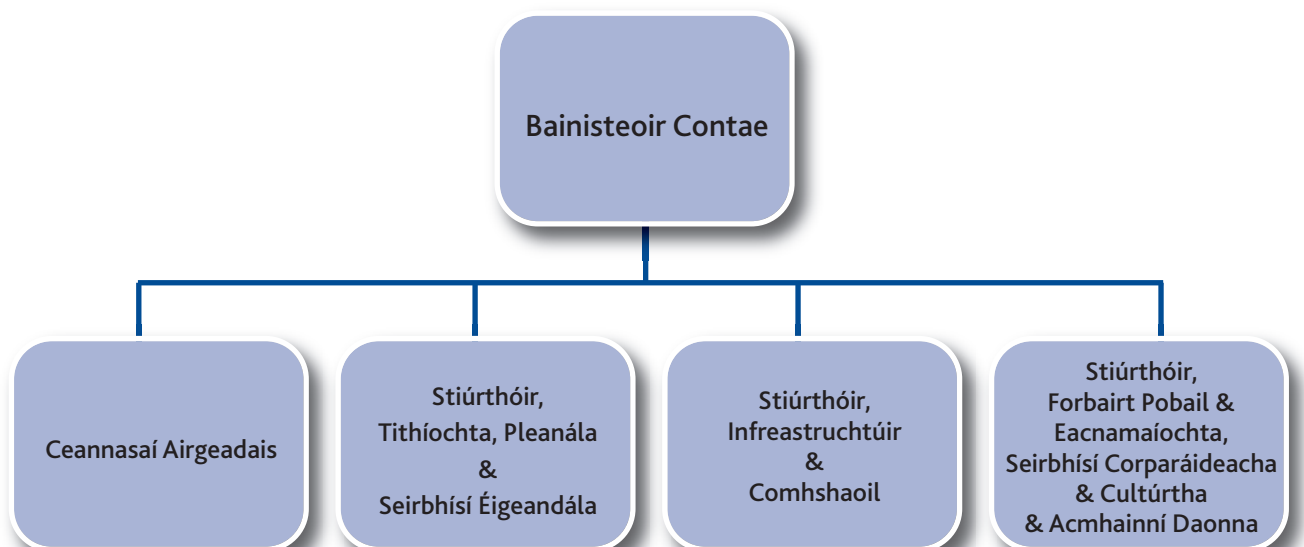 Bainisteoir Contae
Ceannasaí Airgeadais
Stiúrthóir,
Tithíochta, Pleanála
&
Seirbhísí Éigeandála
Stiúrthóir,
Infreastruchtúir
&
Comhshaoil
Stiúrthóir,
Forbairt Pobail &
Eacnamaíochta,
Seirbhísí Corparáideacha
& Cultúrtha
& Acmhainní Daonna